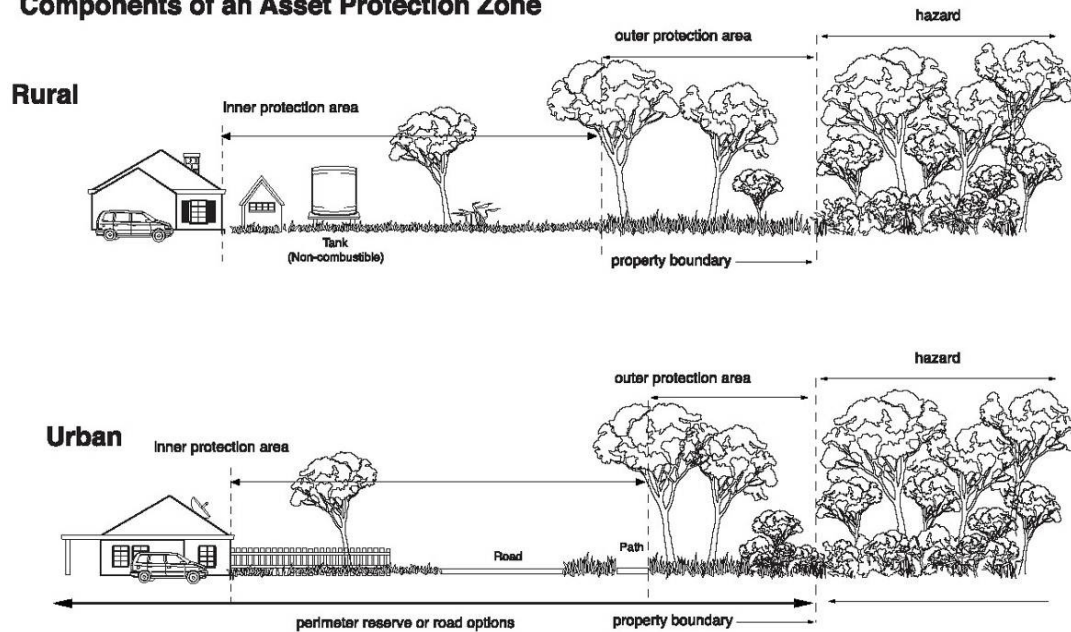 Components of an Asset Protection Zone
hazard
outer protection area
Rural
inner protection area
Tank
(Non-combustible)
property boundary
hazard
outer protection area
Urban
inner protection area
Road
Path
perimeter reserve or road options
property boundary